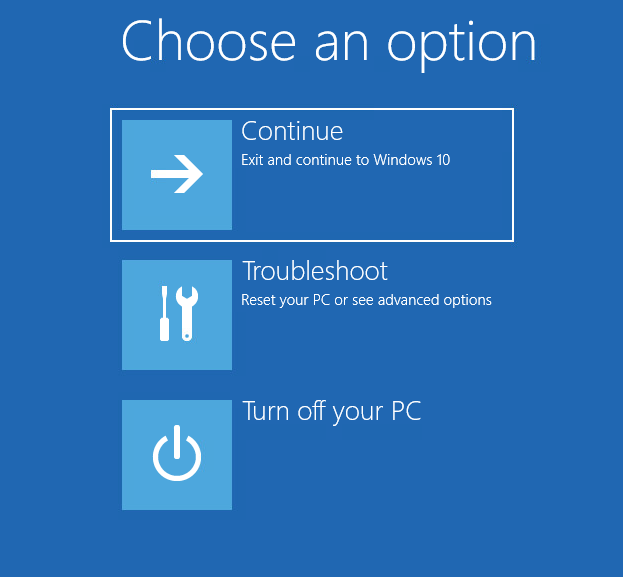 Choose an option
Continue
Exit and continue to Windows 10
Troubleshoot
Reset your PC or see advanced options
Turn off your PC